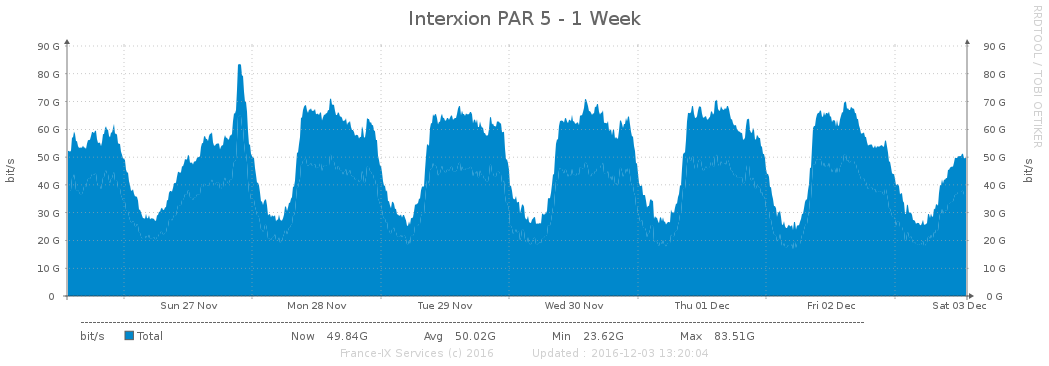 Interxion PAR 5 - 1 Week
RRDTOOL / TOBI OETIKER
90 G 90 G
80 G 80 G
70 G 70 G
60 G 60 G
50 G 50 G
40 G 40 G
30 G 30 G
20 G 20 G
10 G 10 G
0 0 G
bit/s
bit/s
Sun 27 Nov Mon 28 Nov Tue 29 Nov Wed 30 Nov Thu 01 Dec Fri 02 Dec Sat 03 Dec
bit/s Total Now 49.84G Avg 50.02G Min 23.62G Max 83.51G
France-IX Services (c) 2016 Updated : 2016-12-03 13:20:04